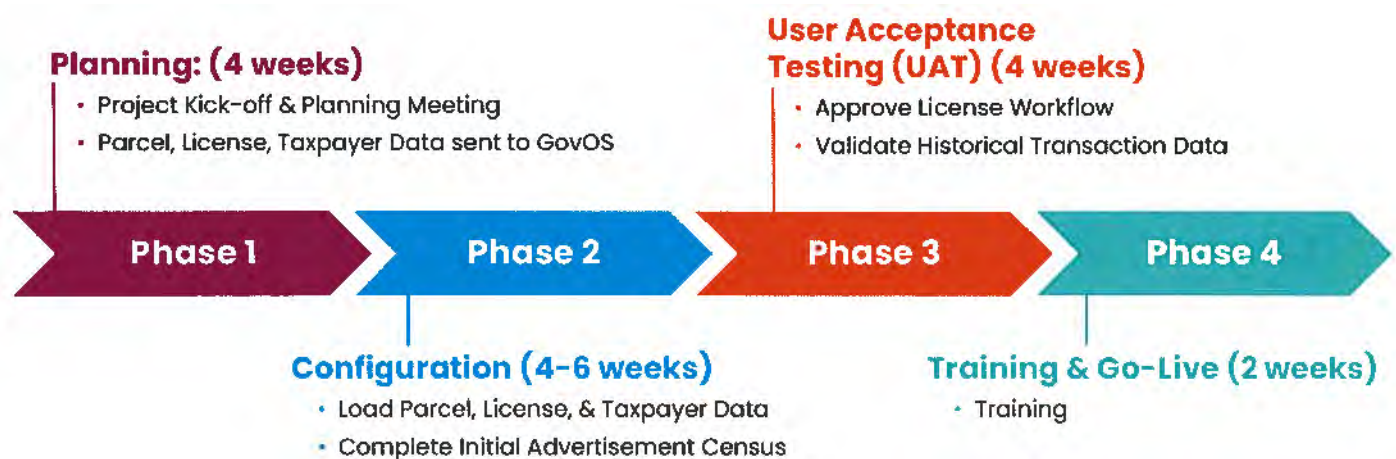 Planning: (4 weeks)
• Project Kick-off & Planning Meeting
• Parcel, License, Taxpayer Data sent to GovOS
User Acceptance
Testing (UAT) (4 weeks)
• Approve License Workflow
• Validate Historical Transaction Data
Phase 1
Phase 2
Phase 3
Phase 4
Configuration (4-6 weeks)
• Load Parcel, License, & Taxpayer Data
• Complete Initial Advertisement Census
Training & Go-Live (2 weeks)
• Training